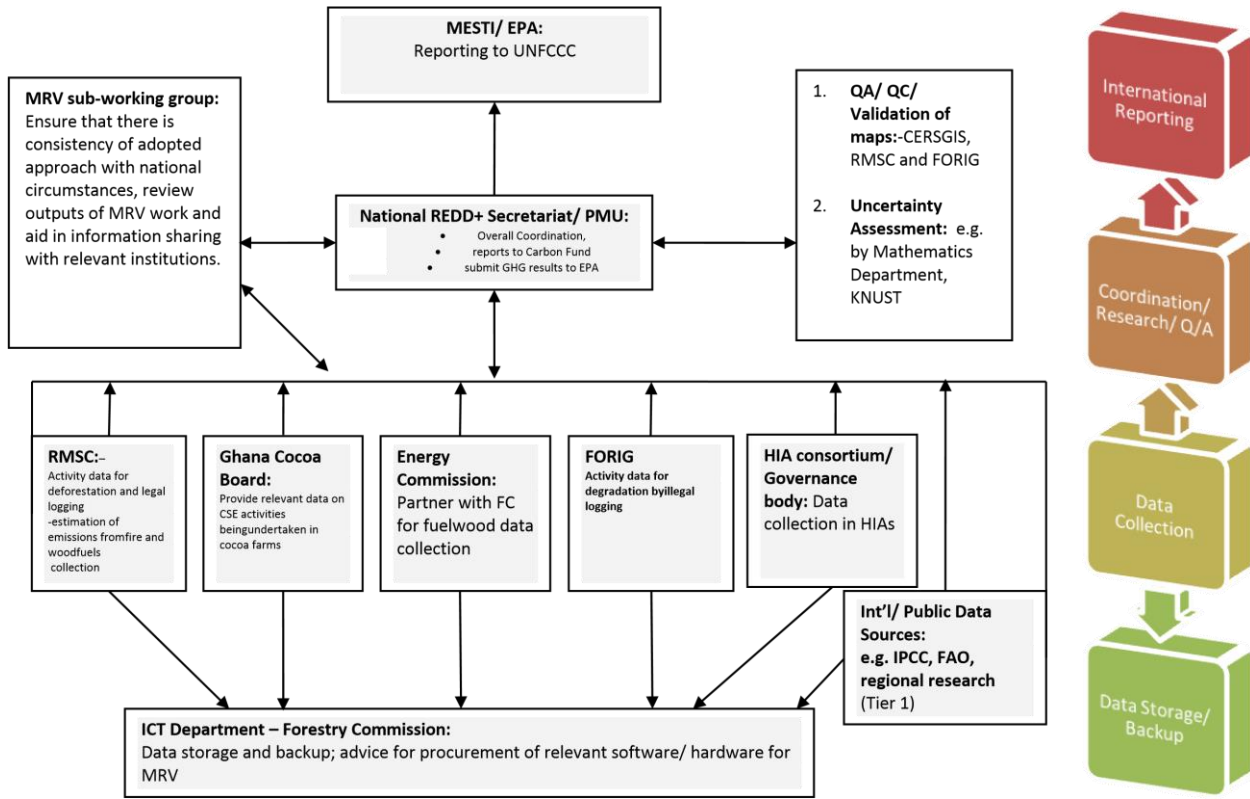 MESTI/ EPA:
Reporting to UNFCCC
MRV sub-working group:
Ensure that there is
consistency of adopted
approach with national
circumstances, review
outputs of MRV work and
aid in information sharing
with relevant institutions.
National REDD+ Secretariat/ PMU:
• Overall Coordination,
• reports to Carbon Fund
• submit GHG results to EPA
1. QA/ QC/
Validation of
maps:-CERSGIS,
RMSC and FORIG
2. Uncertainty
Assessment: e.g.
by Mathematics
Department,
KNUST
RMSC:–
Activity data for
deforestation and legal
logging
-estimation of
emissions fromfire and
woodfuels
collection
Ghana Cocoa
Board:
Provide relevant data on
CSE activities
beingundertaken in
cocoa farms
Energy
Commission:
Partner with FC
for fuelwood data
collection
FORIG
Activity data for
degradation byillegal
logging
HIA consortium/
Governance
body: Data
collection in HIAs
Int'l/ Public Data
Sources:
e.g. IPCC, FAO,
regional research
(Tier 1)
ICT Department – Forestry Commission:
Data storage and backup; advice for procurement of relevant software/ hardware for
MRV
International
Reporting
Coordination/
Research/ Q/A
Data
Collection
Data Storage/
Backup